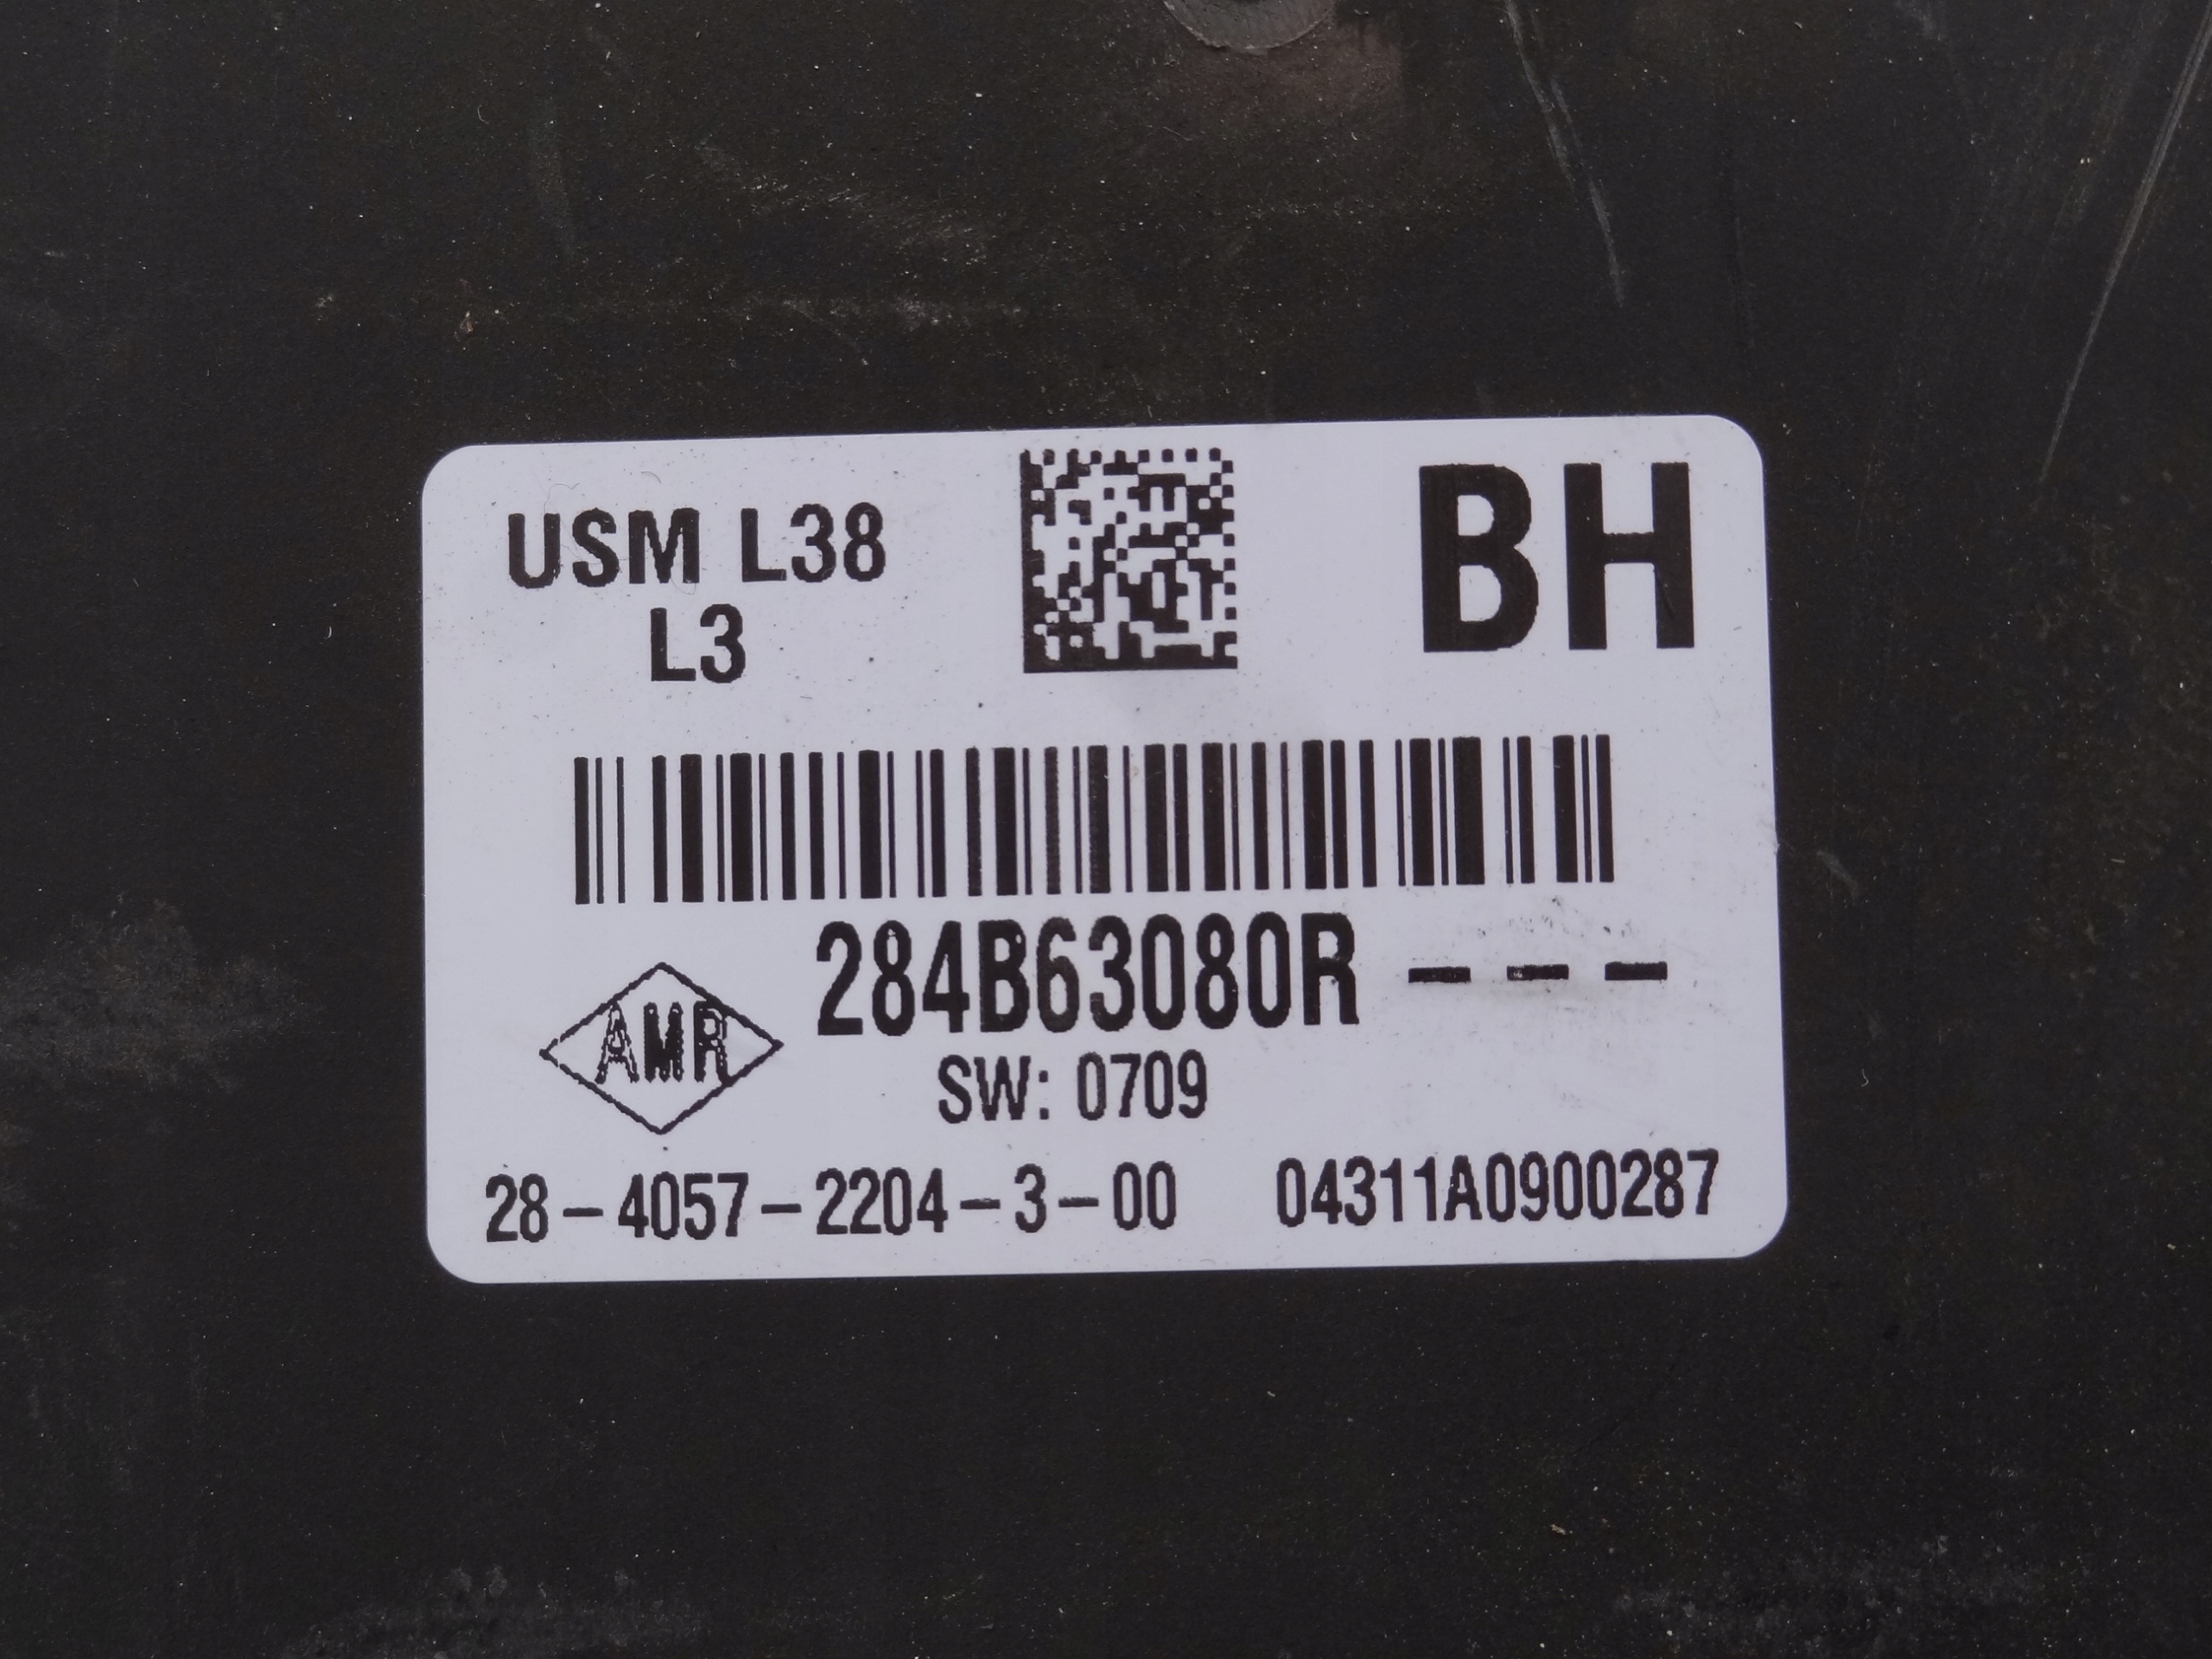 USM L38
L3
BH
284B63080R - - -
AMR
SW: 0709
28-4057-2204-3-00 04311A0900287